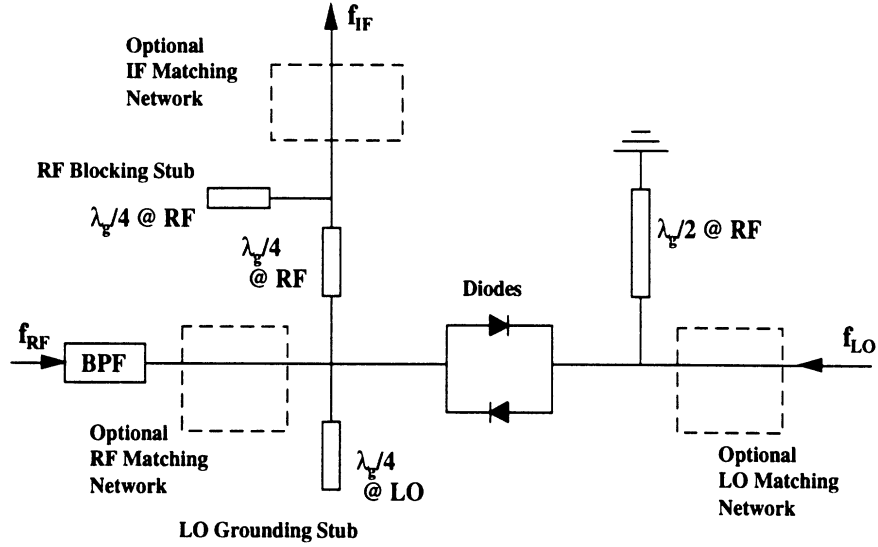 f_IF
Optional
IF Matching
Network
RF Blocking Stub
λ_g/4 @ RF
λ_g/4
@ RF
λ_g/2 @ RF
Diodes
f_RF
BPF
f_LO
Optional
RF Matching
Network
λ_g/4
@ LO
Optional
LO Matching
Network
LO Grounding Stub